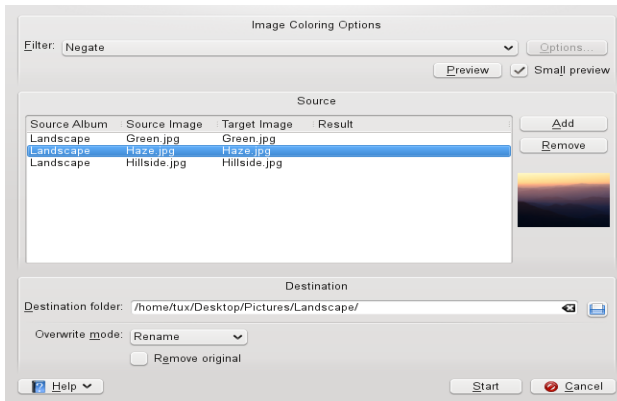 Image Coloring Options
Filter: Negate Options...
Preview Small preview
Source
Source Album Source Image Target Image Result
Landscape Green.jpg Green.jpg
Landscape Haze.jpg Haze.jpg
Landscape Hillside.jpg Hillside.jpg
Add
Remove
Destination
Destination folder: /home/tux/Desktop/Pictures/Landscape/
Overwrite mode: Rename
Remove original
Help Start Cancel